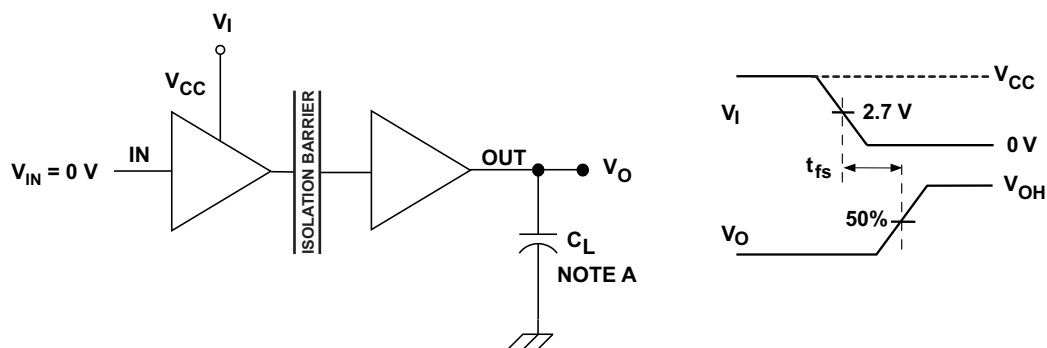 VI
VCC
IN
VIN = 0 V
ISOLATION BARRIER
OUT
VO
CL
NOTE A
VI
VCC
2.7 V
0 V
tfs
VO
50%
VOH